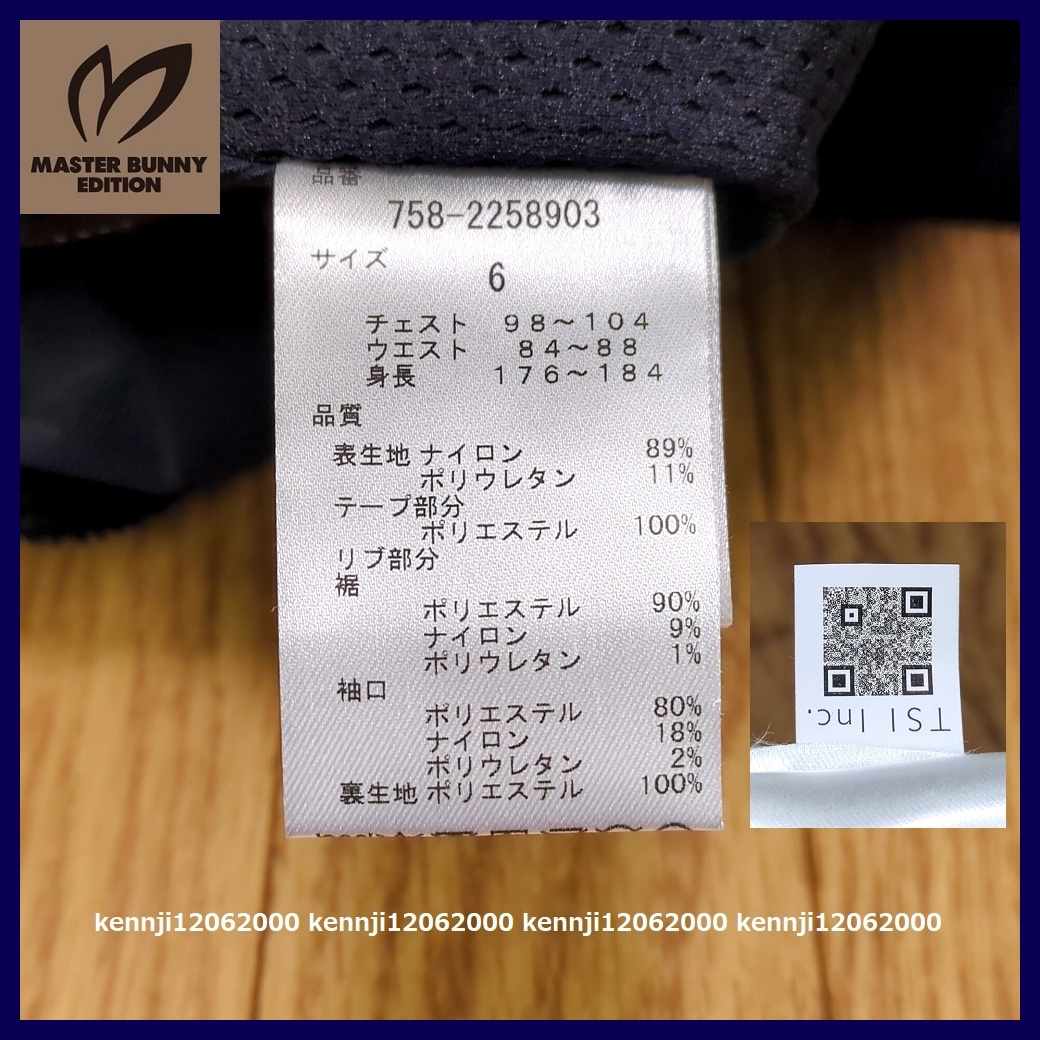 MASTER BUNNY
EDITION
品番
758-2258903
サイズ
6
チェスト 98～104
ウエスト 84～88
身長 176～184
品質
表生地 ナイロン 89%
ポリウレタン 11%
テープ部分
ポリエステル 100%
リブ部分
裾
ポリエステル 90%
ナイロン 9%
ポリウレタン 1%
袖口
ポリエステル 80%
ナイロン 18%
ポリウレタン 2%
裏生地 ポリエステル 100%
TSI Inc.
kennji12062000 kennji12062000 kennji12062000 kennji12062000